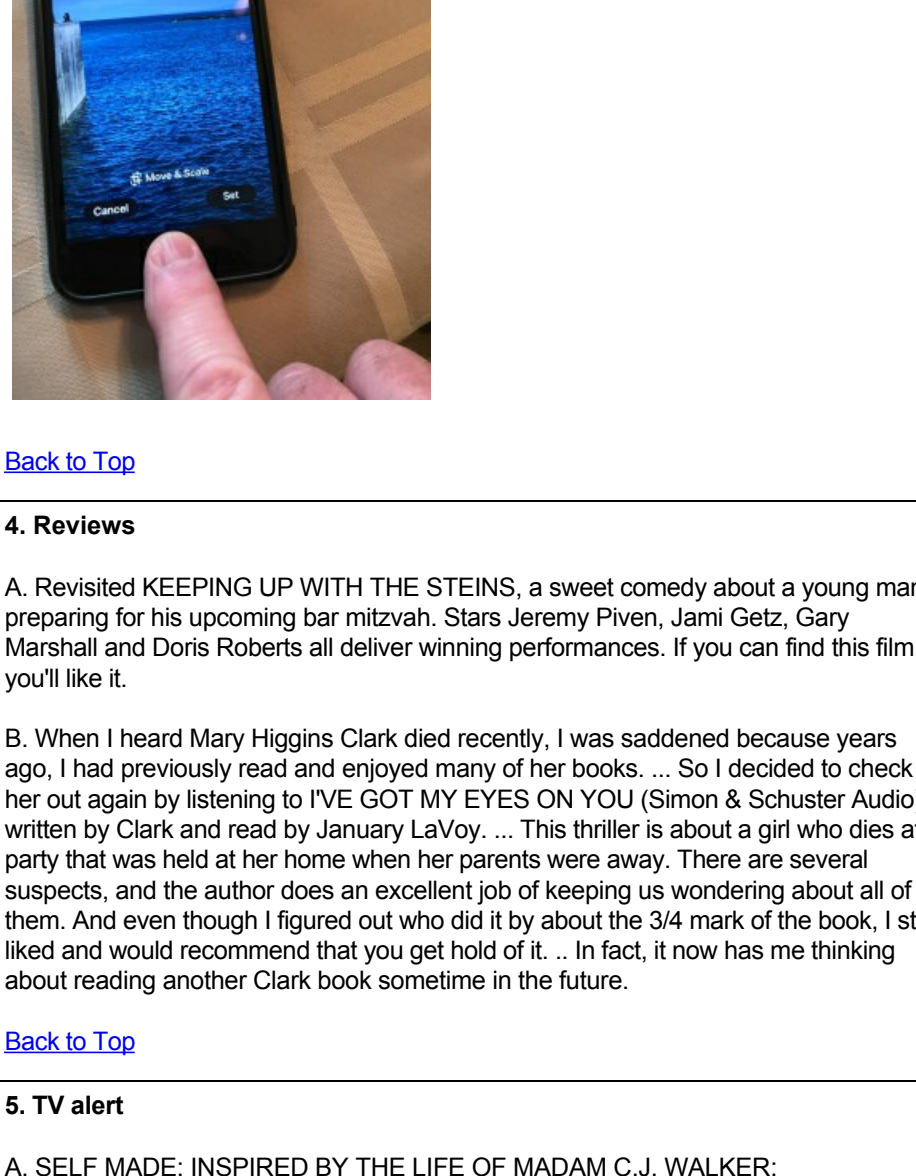 Move & Scale
Cancel Set
Back to Top
4. Reviews
A. Revisited KEEPING UP WITH THE STEINS, a sweet comedy about a young man
preparing for his upcoming bar mitzvah. Stars Jeremy Piven, Jami Getz, Gary
Marshall and Doris Roberts all deliver winning performances. If you can find this film
you'll like it.
B. When I heard Mary Higgins Clark died recently, I was saddened because years
ago, I had previously read and enjoyed many of her books. ... So I decided to check
her out again by listening to I'VE GOT MY EYES ON YOU (Simon & Schuster Audio)
written by Clark and read by January LaVoy. ... This thriller is about a girl who dies at
party that was held at her home when her parents were away. There are several
suspects, and the author does an excellent job of keeping us wondering about all of
them. And even though I figured out who did it by about the 3/4 mark of the book, I
liked and would recommend that you get hold of it. .. In fact, it now has me thinking
about reading another Clark book sometime in the future.
Back to Top
5. TV alert
A. SELF MADE: INSPIRED BY THE LIFE OF MADAM C.J. WALKER: